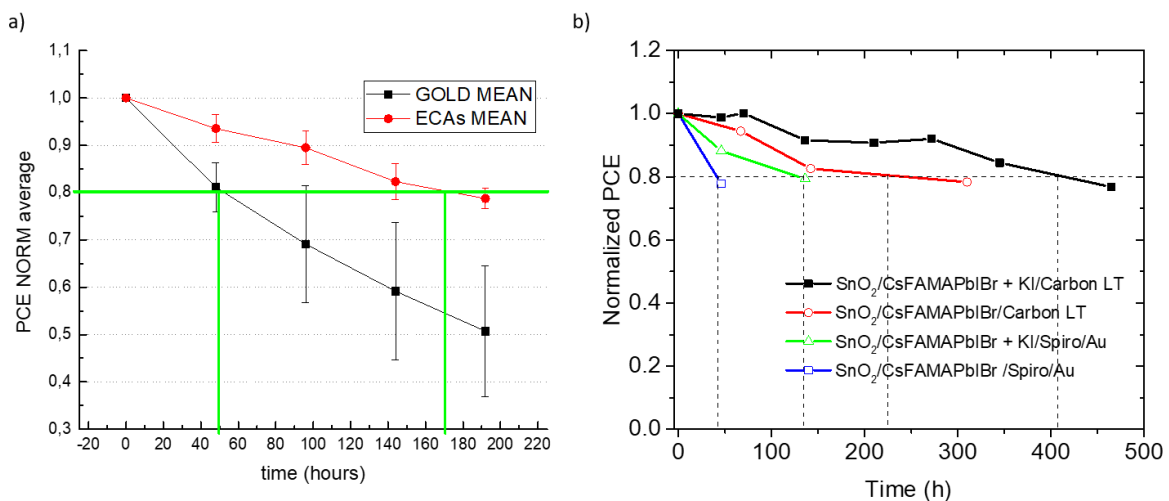 a)
1,1
1,0
0,9
0,8
0,7
0,6
0,5
0,4
0,3
PCE NORM average
GOLD MEAN
ECAs MEAN
-20 0 20 40 60 80 100 120 140 160 180 200 220
time (hours)
b)
1.2
1.0
0.8
0.6
0.4
0.2
0.0
Normalized PCE
SnO₂/CsFAMAPbIBr + KI/Carbon LT
SnO₂/CsFAMAPbIBr/Carbon LT
SnO₂/CsFAMAPbIBr + KI/Spiro/Au
SnO₂/CsFAMAPbIBr /Spiro/Au
0 100 200 300 400 500
Time (h)